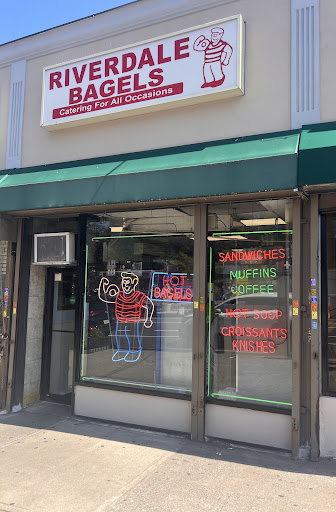 RIVERDALE
BAGELS
Catering For All Occasions
HOT
BAGELS
SANDWICHES
MUFFINS
COFFEE
HOT SOUP
CROISSANTS
KNISHES